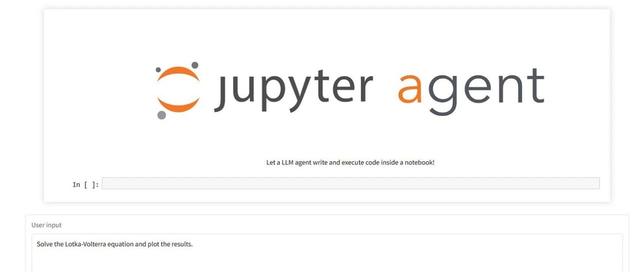 jupyter agent
Let a LLM agent write and execute code inside a notebook!
In [ ]:
User input
Solve the Lotka-Volterra equation and plot the results.